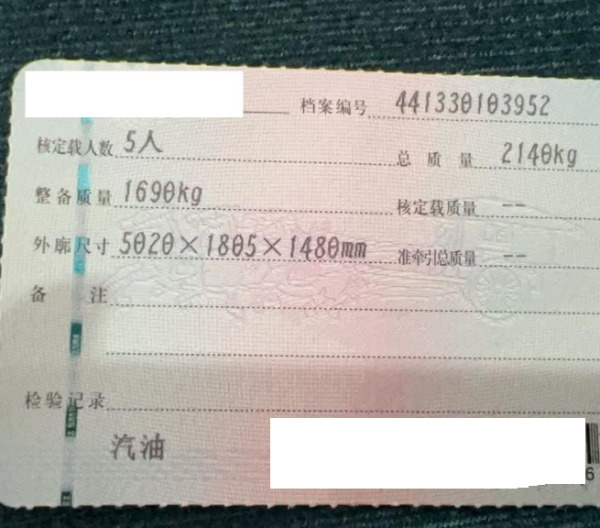 档案编号 441330103952
核定载人数 5人 总质量 2140kg
整备质量 1690kg 核定载质量 --
外廓尺寸 5020×1805×1480mm 准牵引总质量 --
备注
检验记录
汽油
6